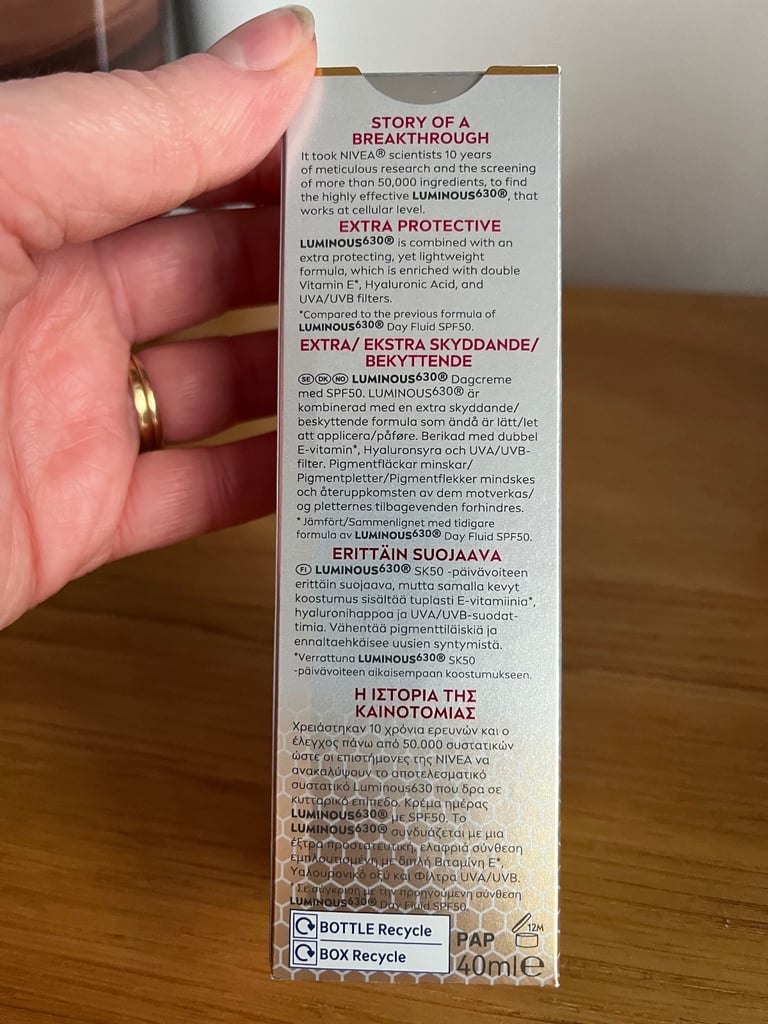 STORY OF A
BREAKTHROUGH
It took NIVEA® scientists 10 years
of meticulous research and the screening
of more than 50,000 ingredients, to find
the highly effective LUMINOUS630®, that
works at cellular level.
EXTRA PROTECTIVE
LUMINOUS630® is combined with an
extra protecting, yet lightweight
formula, which is enriched with double
Vitamin E*, Hyaluronic Acid, and
UVA/UVB filters.
*Compared to the previous formula of
LUMINOUS630® Day Fluid SPF50.
EXTRA/ EKSTRA SKYDDANDE/
BEKYTTENDE
SE DK NO LUMINOUS630® Dagcreme
med SPF50. LUMINOUS630® är
kombinerad med en extra skyddande/
beskyttende formula som ändå är lätt/let
att applicera/påføre. Berikad med dubbel
E-vitamin*, Hyaluronsyra och UVA/UVB-
filter. Pigmentfläckar minskar/
Pigmentpletter/Pigmentflekker mindskes
och återuppkomsten av dem motverkas/
og pletternes tilbagevenden forhindres.
* Jämfört/Sammenlignet med tidigare
formula av LUMINOUS630® Day Fluid SPF50.
ERITTÄIN SUOJAAVA
FI LUMINOUS630® SK50 -päivävoiteen
erittäin suojaava, mutta samalla kevyt
koostumus sisältää tuplasti E-vitamiinia*,
hyaluronihappoa ja UVA/UVB-suodat-
timia. Vähentää pigmenttiläiskiä ja
ennaltaehkäisee uusien syntymistä.
*Verrattuna LUMINOUS630® SK50
-päivävoiteen aikaisempaan koostumukseen.
Η ΙΣΤΟΡΙΑ ΤΗΣ
ΚΑΙΝΟΤΟΜΙΑΣ
Χρειάστηκαν 10 χρόνια ερευνών και ο
έλεγχος πάνω από 50.000 συστατικών
ώστε οι επιστήμονες της NIVEA να
ανακαλύψουν το αποτελεσματικό
συστατικό Luminous630 που δρα σε
κυτταρικό επίπεδο. Κρέμα ημέρας
LUMINOUS630® με SPF50. Το
LUMINOUS630® συνδυάζεται με μια
έξτρα προστατευτική, ελαφριά σύνθεση
εμπλουτισμένη με διπλή Βιταμίνη Ε*,
Υαλουρονικό οξύ και Φίλτρα UVA/UVB.
*Σε σύγκριση με την προηγούμενη σύνθεση
LUMINOUS630® Day Fluid SPF50.
BOTTLE Recycle
BOX Recycle
PAP
12M
40ml℮